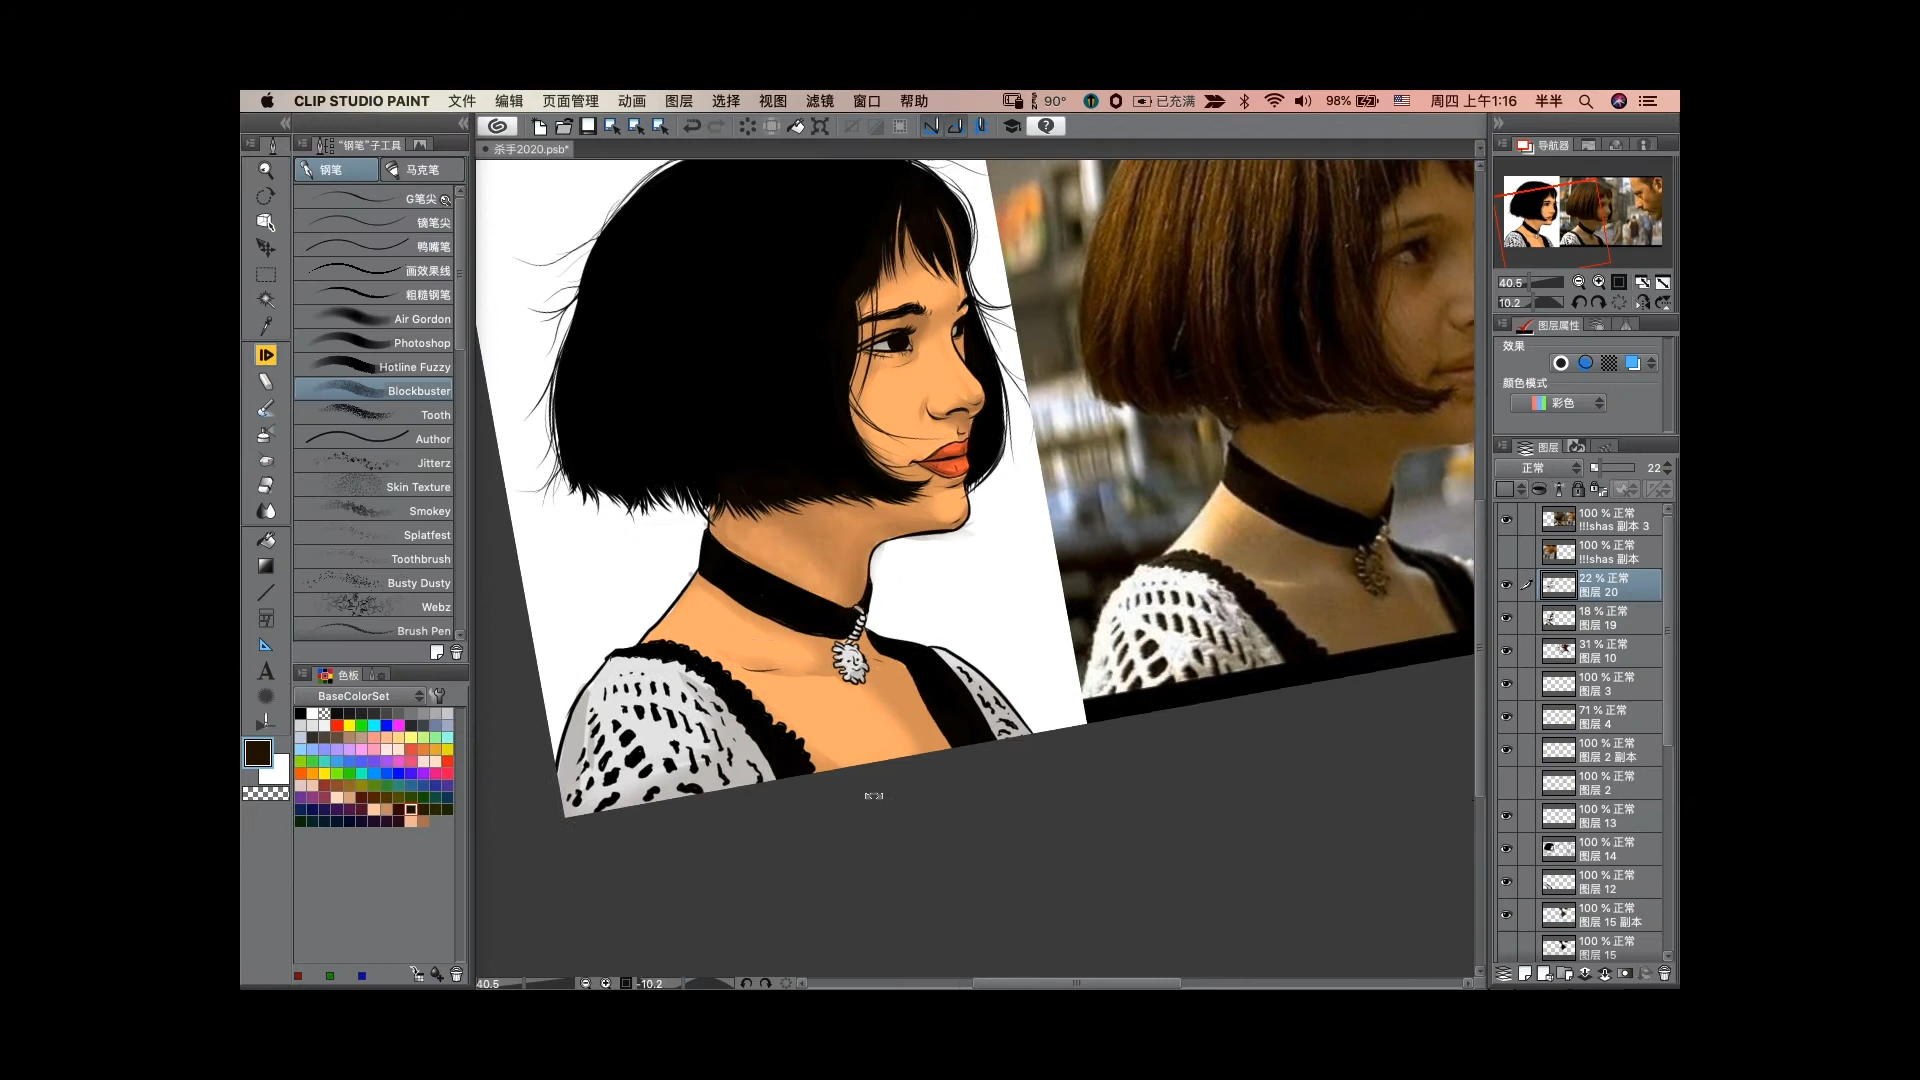 CLIP STUDIO PAINT 文件 编辑 页面管理 动画 图层 选择 视图 滤镜 窗口 帮助 90° 已充满 98% 周四 上午1:16 半半
杀手2020.psb*
"钢笔"子工具
钢笔 马克笔
G笔尖
镝笔尖
鸭嘴笔
画效果线
粗糙钢笔
Air Gordon
Photoshop
Hotline Fuzzy
Blockbuster
Tooth
Author
Jitterz
Skin Texture
Smokey
Splatfest
Toothbrush
Busty Dusty
Webz
Brush Pen
色板
BaseColorSet
40.5
-10.2
导航器
40.5
10.2
图层属性
效果
颜色模式
彩色
图层
正常 22
100 % 正常
!!!shas 副本 3
100 % 正常
!!!shas 副本
22 % 正常
图层 20
18 % 正常
图层 19
31 % 正常
图层 10
100 % 正常
图层 3
71 % 正常
图层 4
100 % 正常
图层 2 副本
100 % 正常
图层 2
100 % 正常
图层 13
100 % 正常
图层 14
100 % 正常
图层 12
100 % 正常
图层 15 副本
100 % 正常
图层 15